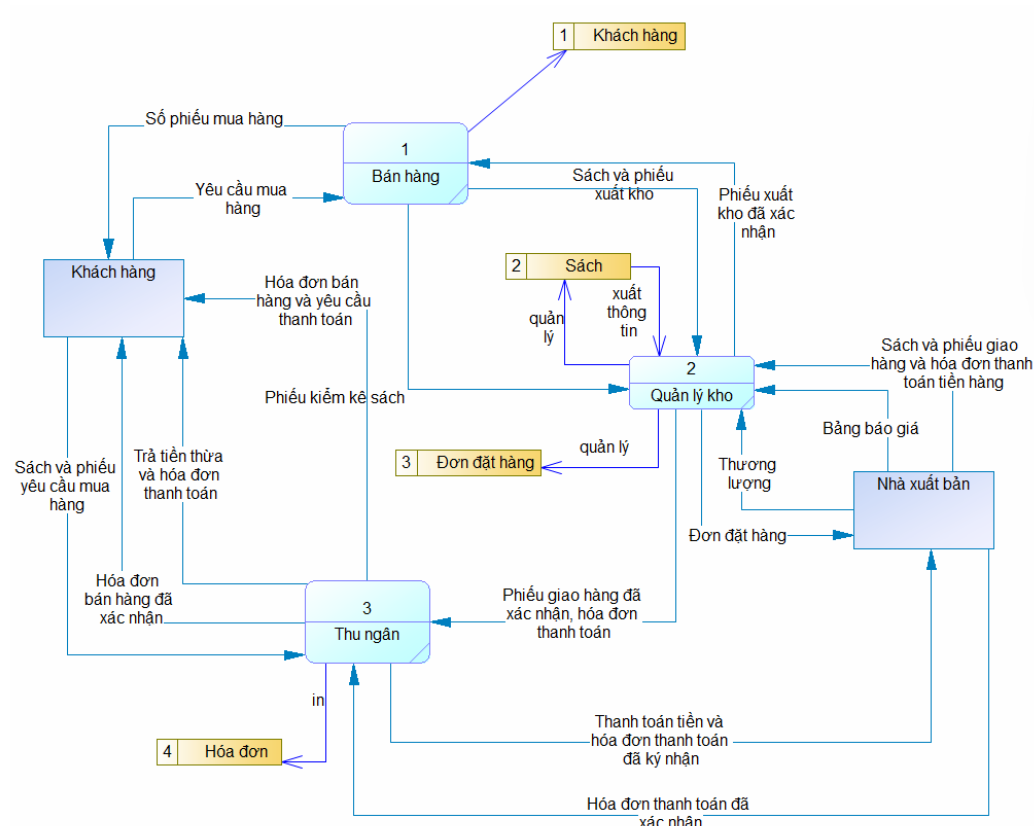 1 Khách hàng
Số phiếu mua hàng
1
Bán hàng
Sách và phiếu
xuất kho
Phiếu xuất
kho đã xác
nhận
Yêu cầu mua
hàng
Khách hàng
2 Sách
Hóa đơn bán
hàng và yêu cầu
thanh toán
quản
lý
xuất
thông
tin
Sách và phiếu giao
hàng và hóa đơn thanh
toán tiền hàng
2
Quản lý kho
Phiếu kiểm kê sách
Bảng báo giá
3 Đơn đặt hàng
quản lý
Trả tiền thừa
và hóa đơn
thanh toán
Sách và phiếu
yêu cầu mua
hàng
Thương
lượng
Nhà xuất bản
Đơn đặt hàng
Hóa đơn
bán hàng đã
xác nhận
3
Thu ngân
Phiếu giao hàng đã
xác nhận, hóa đơn
thanh toán
in
4 Hóa đơn
Thanh toán tiền và
hóa đơn thanh toán
đã ký nhận
Hóa đơn thanh toán đã
xác nhận